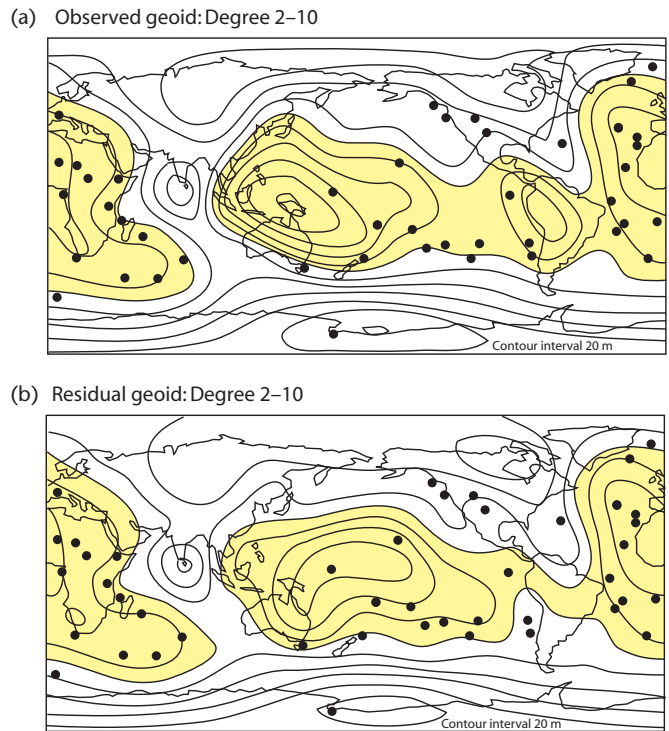 (a) Observed geoid: Degree 2–10
Contour interval 20 m
(b) Residual geoid: Degree 2–10
Contour interval 20 m